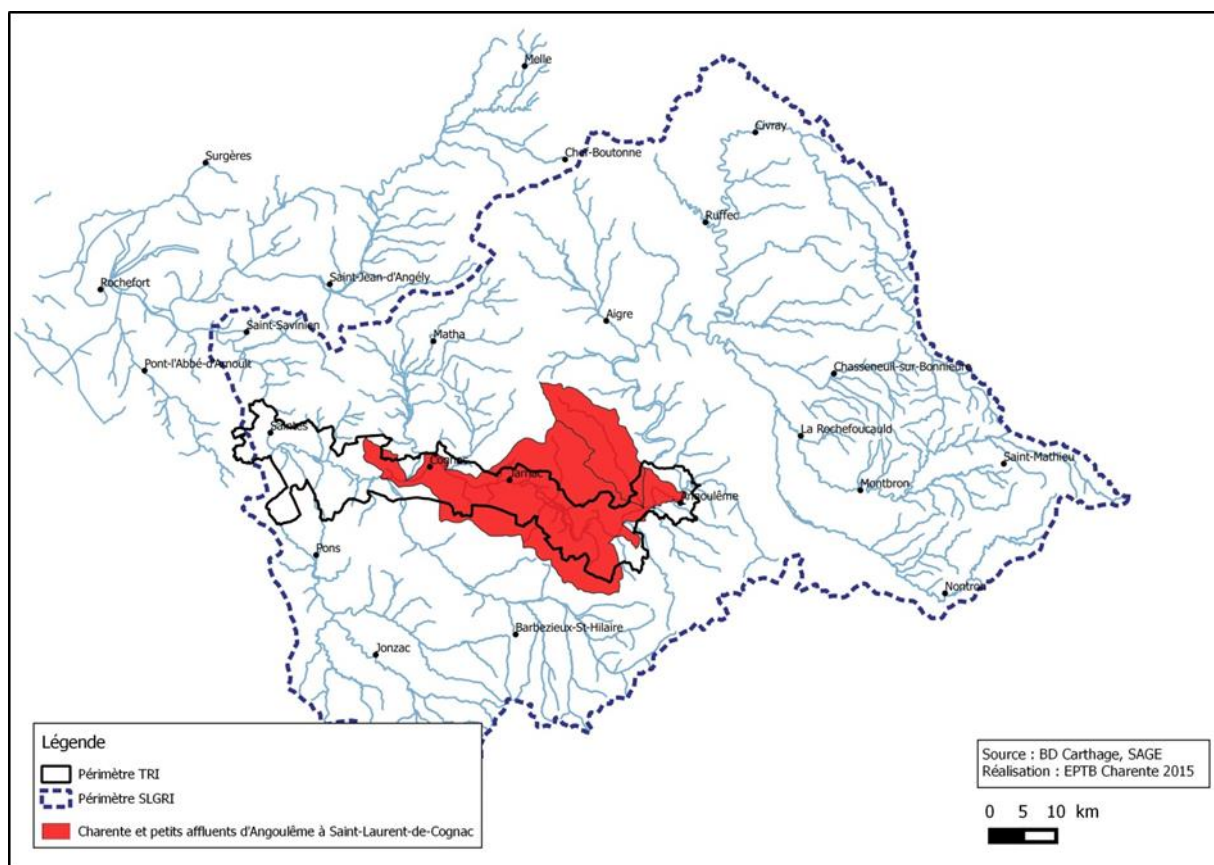 Melle
Civray
Surgères
Chef-Boutonne
Ruffec
Rochefort
Saint-Jean-d'Angély
Aigre
Saint-Savinien
Matha
Pont-l'Abbé-d'Arnoult
Chasseneuil-sur-Bonnieure
Saintes
La Rochefoucauld
Cognac
Saint-Mathieu
Jarnac
Montbron
Angoulême
Pons
Nontron
Barbezieux-St-Hilaire
Jonzac
Légende
Périmètre TRI
Périmètre SLGRI
Charente et petits affluents d'Angoulême à Saint-Laurent-de-Cognac
Source : BD Carthage, SAGE
Réalisation : EPTB Charente 2015
0 5 10 km